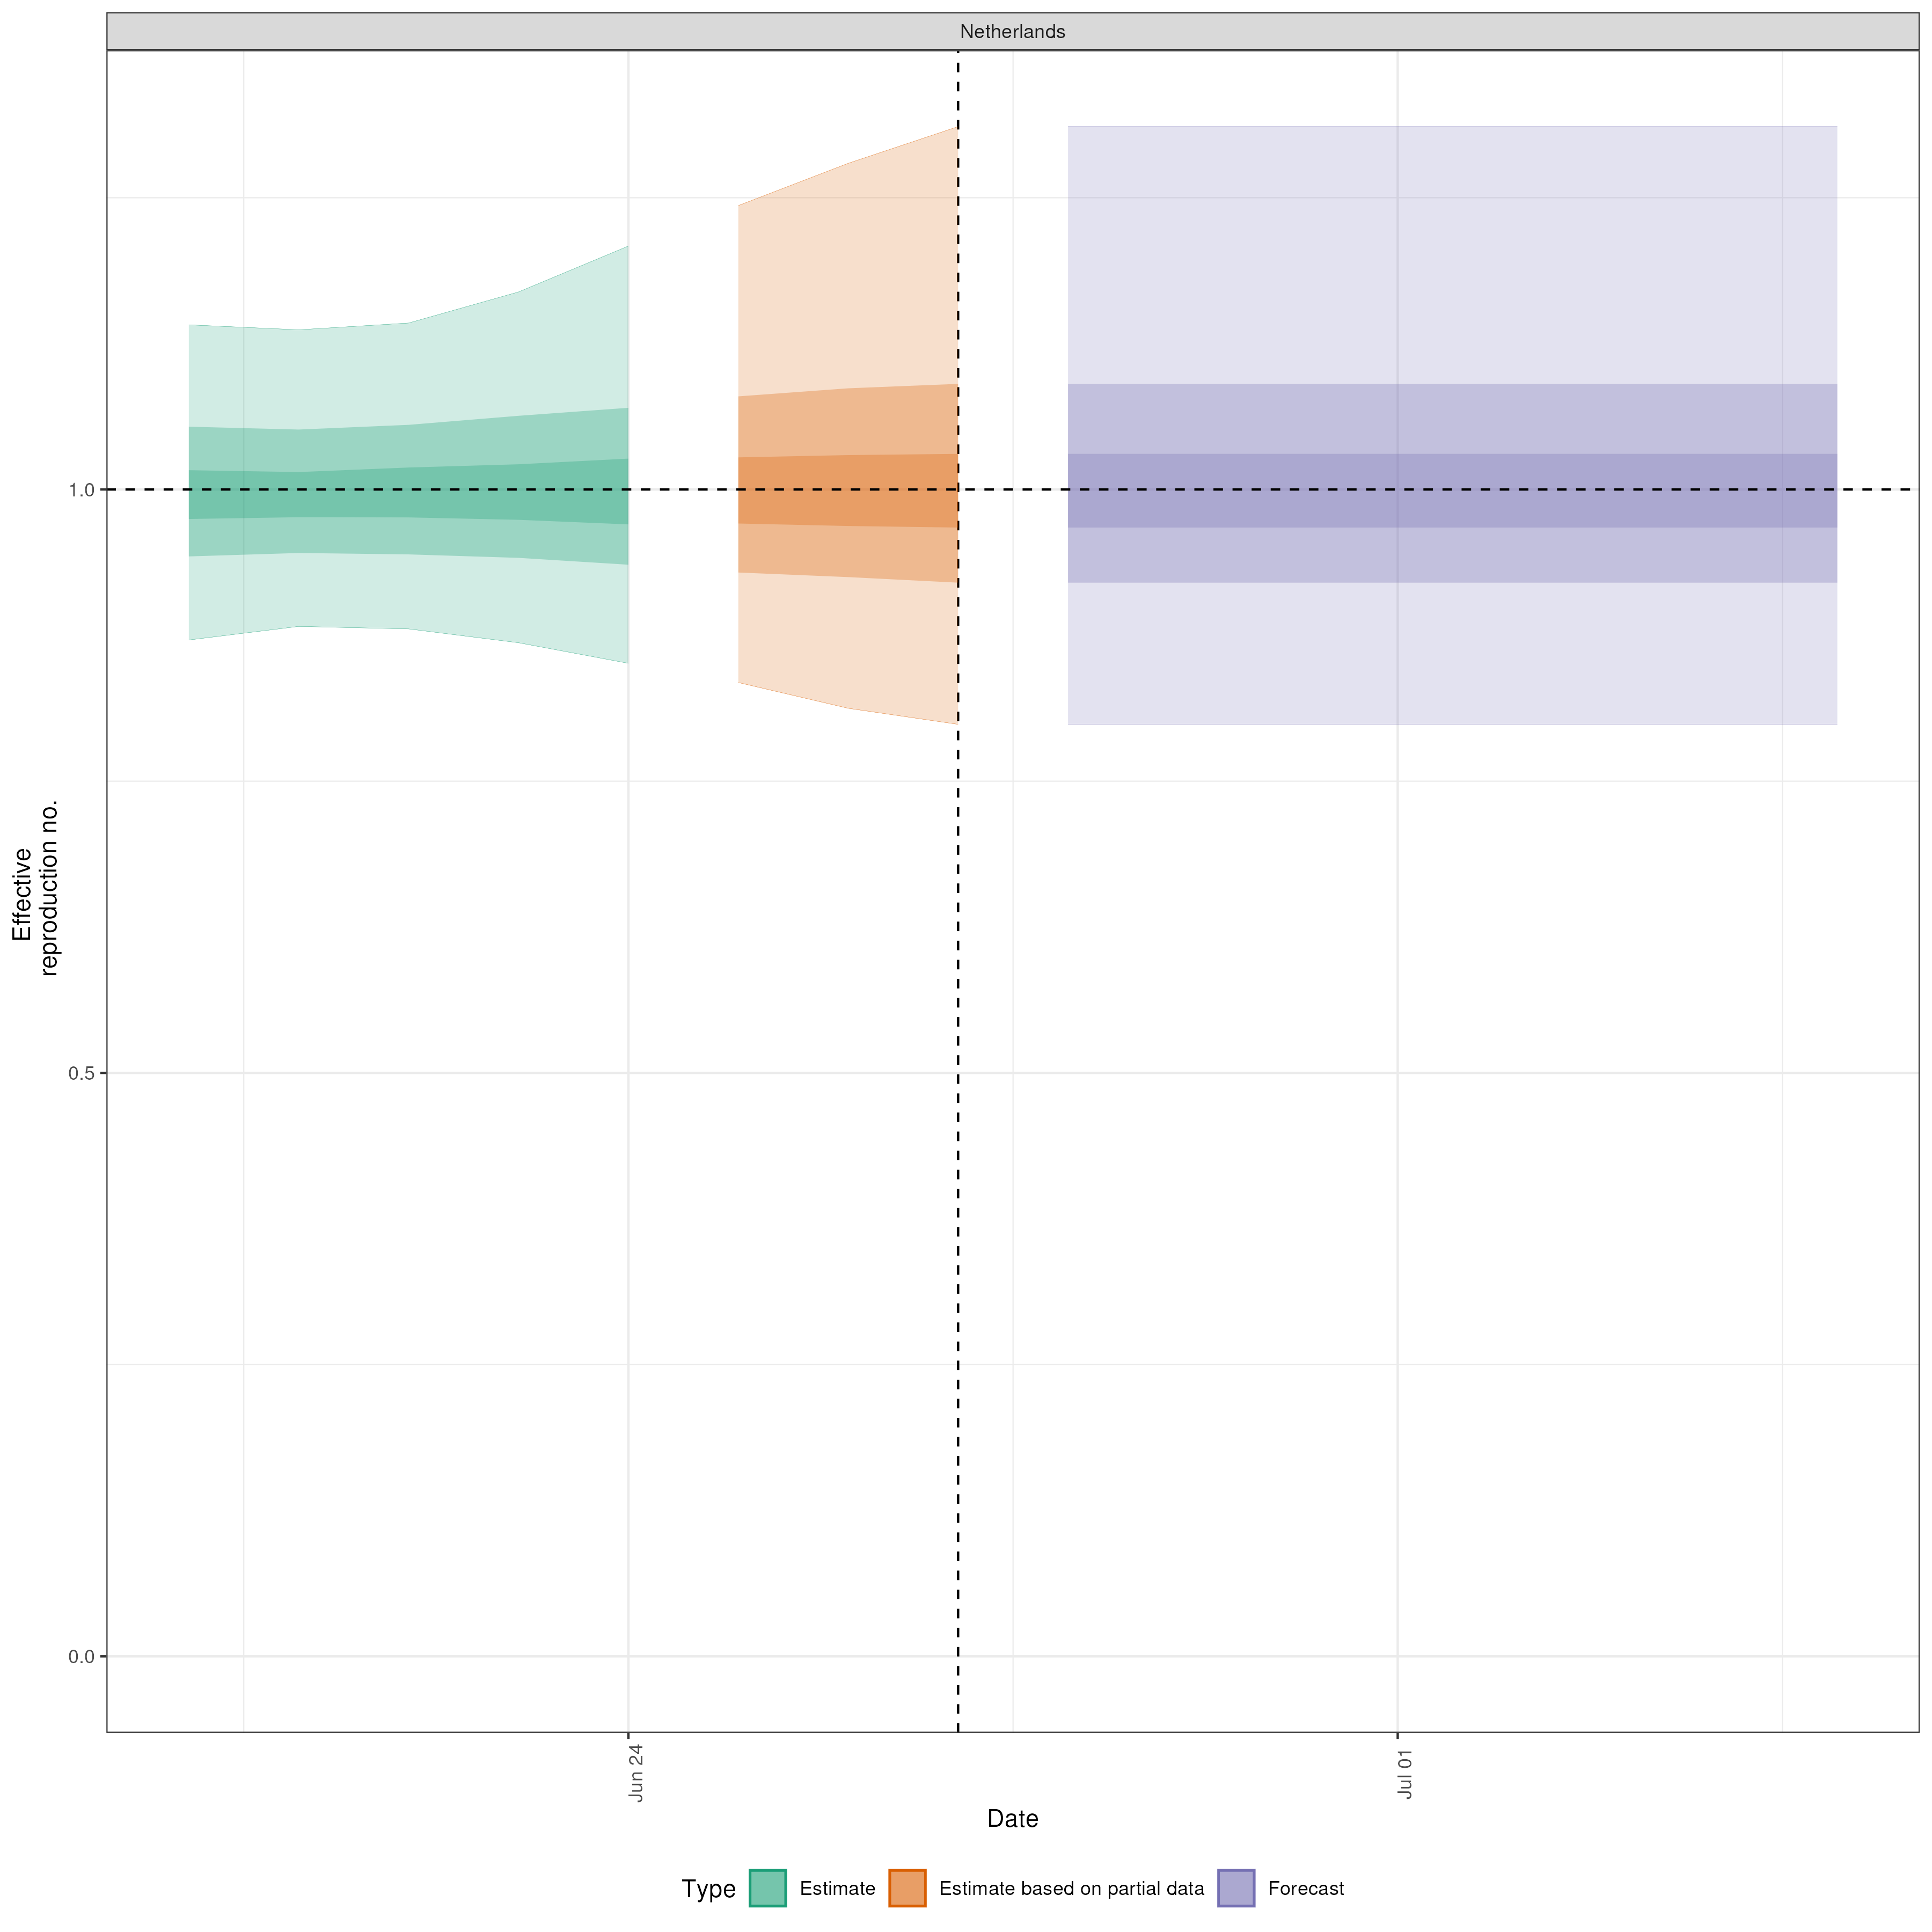 Netherlands
1.0
0.5
0.0
Effective
reproduction no.
Jun 24
Jul 01
Date
Type Estimate Estimate based on partial data Forecast